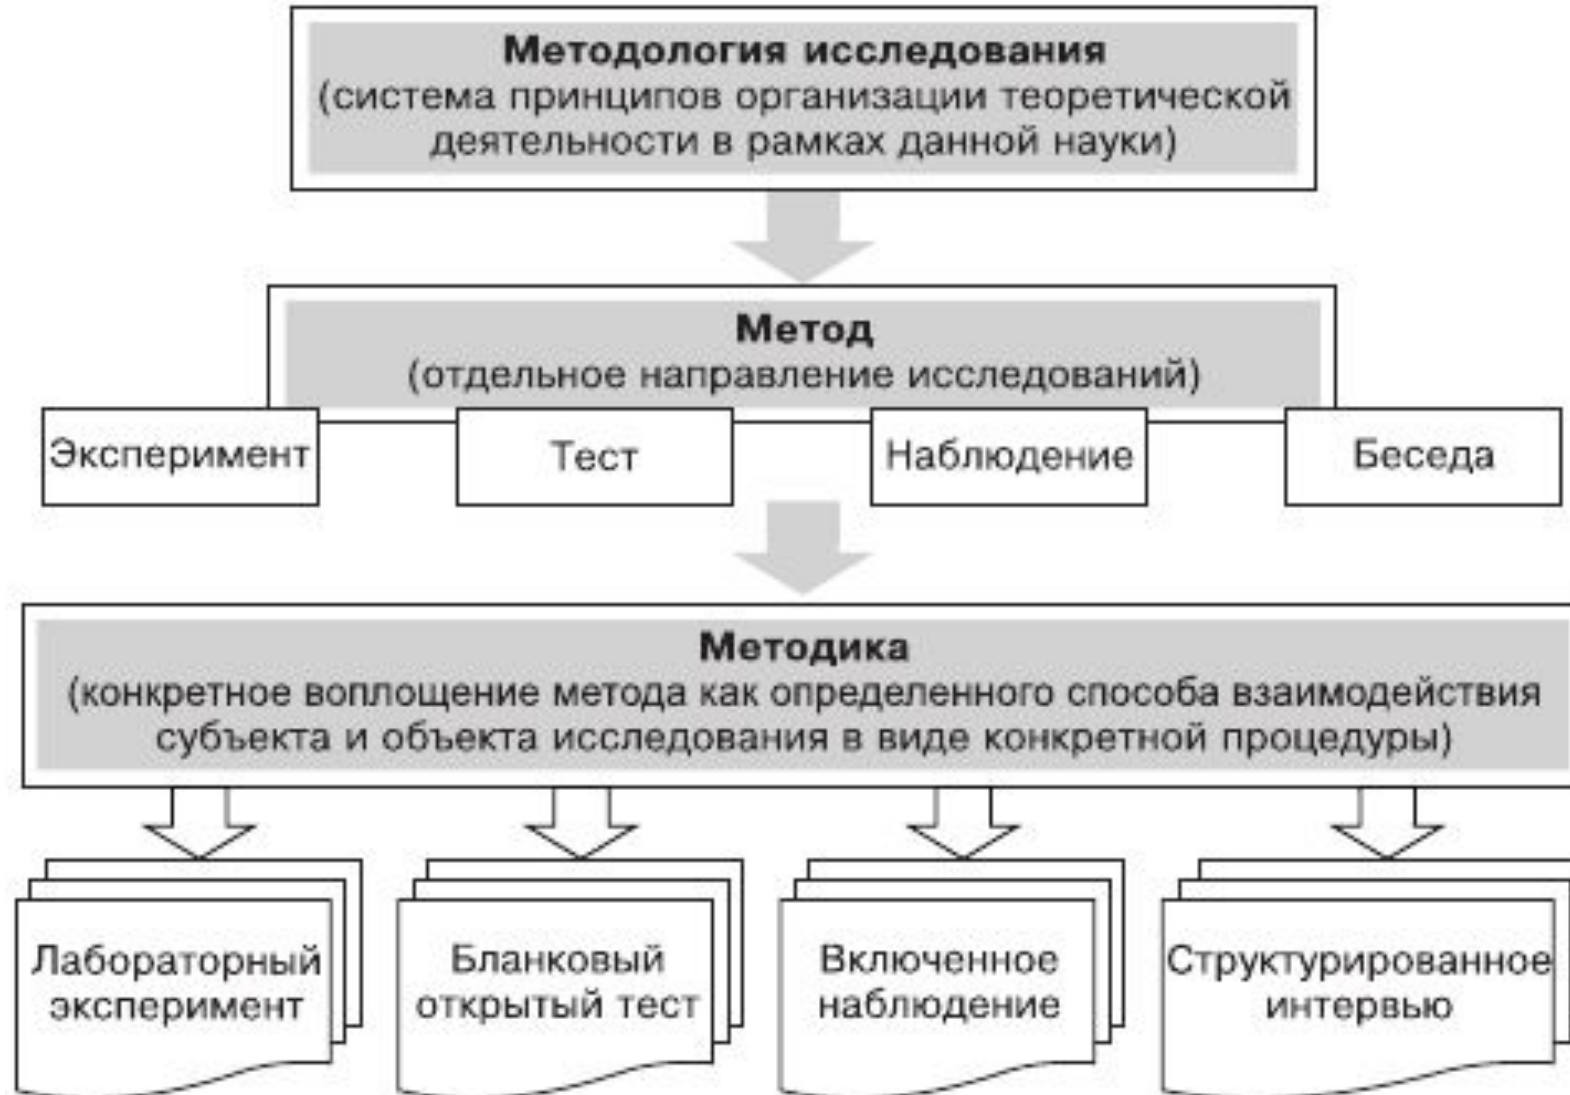 Методология исследования
(система принципов организации теоретической
деятельности в рамках данной науки)
Метод
(отдельное направление исследований)
Эксперимент
Тест
Наблюдение
Беседа
Методика
(конкретное воплощение метода как определенного способа взаимодействия
субъекта и объекта исследования в виде конкретной процедуры)
Лабораторный
эксперимент
Бланковый
открытый тест
Включенное
наблюдение
Структурированное
интервью